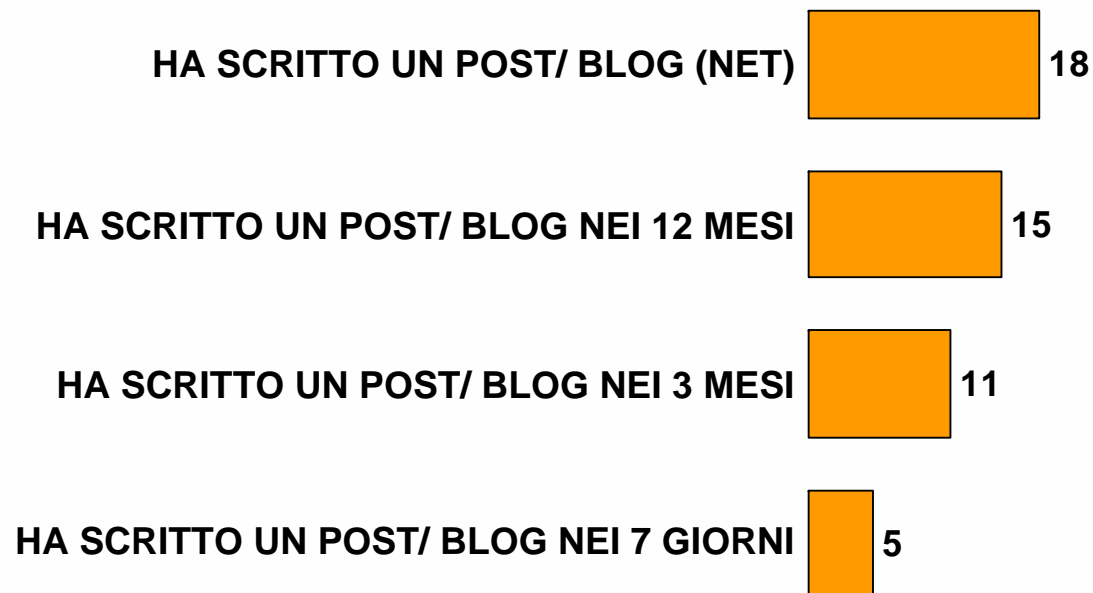 HA SCRITTO UN POST/ BLOG (NET) 18
HA SCRITTO UN POST/ BLOG NEI 12 MESI 15
HA SCRITTO UN POST/ BLOG NEI 3 MESI 11
HA SCRITTO UN POST/ BLOG NEI 7 GIORNI 5